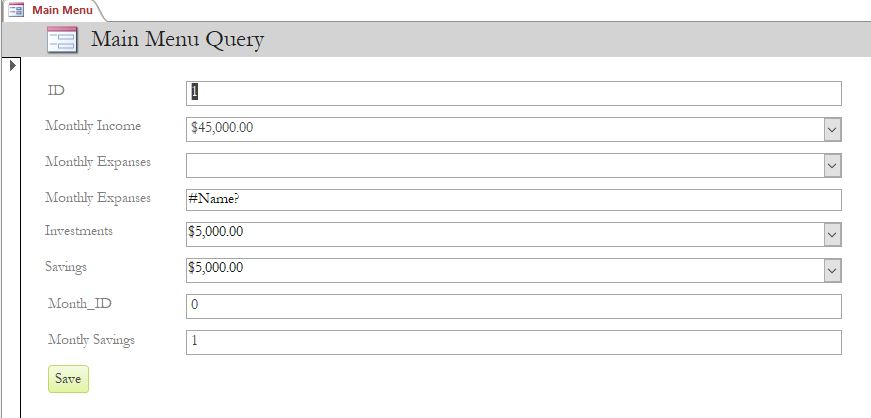 Main Menu
Main Menu Query
ID 1
Monthly Income $45,000.00
Monthly Expanses
Monthly Expanses #Name?
Investments $5,000.00
Savings $5,000.00
Month_ID 0
Montly Savings 1
Save